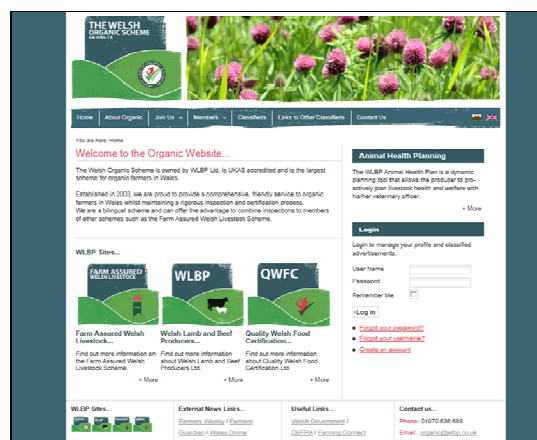 THE WELSH
ORGANIC SCHEME
GB-ORG-13
Home
About Organic
Join Us
Members
Classifieds
Links to Other Classifieds
Contact Us
You are here: Home
Welcome to the Organic Website...
The Welsh Organic Scheme is owned by WLBP Ltd, is UKAS accredited and is the largest
scheme for organic farmers in Wales.
Established in 2003, we are proud to provide a comprehensive, friendly service to organic
farmers in Wales whilst maintaining a rigorous inspection and certification process.
We are a bilingual scheme and can offer the advantage to combine inspections to members
of other schemes such as the Farm Assured Welsh Livestock Scheme.
WLBP Sites...
FARM ASSURED
WELSH LIVESTOCK
WLBP
QWFC
Farm Assured Welsh
Livestock...
Find out more information on
the Farm Assured Welsh
Livestock Scheme.
More
Welsh Lamb and Beef
Producers...
Find out more information
about Welsh Lamb and Beef
Producers Ltd.
More
Quality Welsh Food
Certification...
Find out more information
about Quality Welsh Food
Certification Ltd.
More
Animal Health Planning
The WLBP Animal Health Plan is a dynamic
planning tool that allows the producer to pro-
actively plan livestock health and welfare with
his/her veterinary officer.
More
Login
Login to manage your profile and classified
advertisements.
User Name
Password
Remember Me
Log in
Forgot your password?
Forgot your username?
Create an account
WLBP Sites...
External News Links...
Farmers Weekly / Farmers
Guardian / Wales Online
Useful Links...
Welsh Government /
DEFRA / Farming Connect
Contact us...
Phone: 01970 636 688
Email: organic@wlbp.co.uk